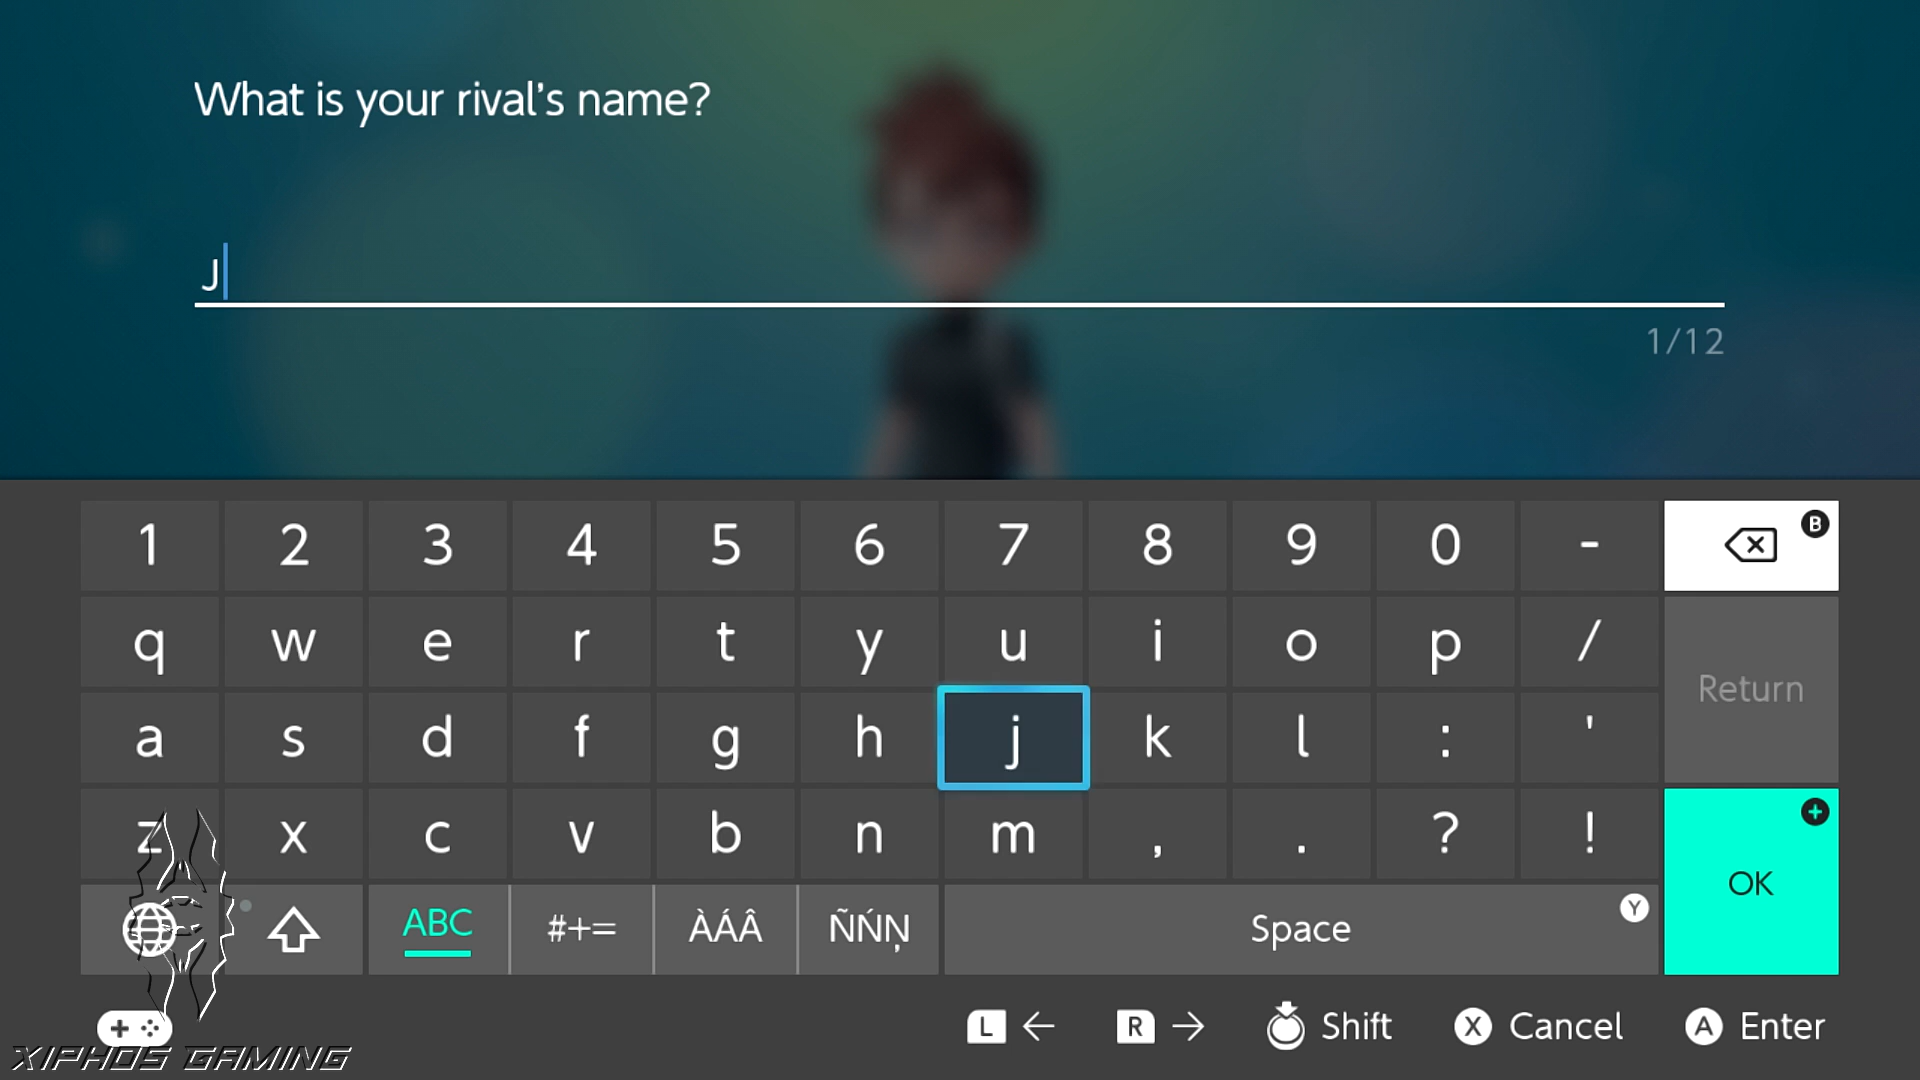 What is your rival's name?
J
1/12
1 2 3 4 5 6 7 8 9 0 - B
q w e r t y u i o p / Return
a s d f g h j k l : '
z x c v b n m , . ? ! OK
ABC #+= ÀÁÂ ÑŃŅ Space Y
L ← R → Shift X Cancel A Enter
XIPHOS GAMING